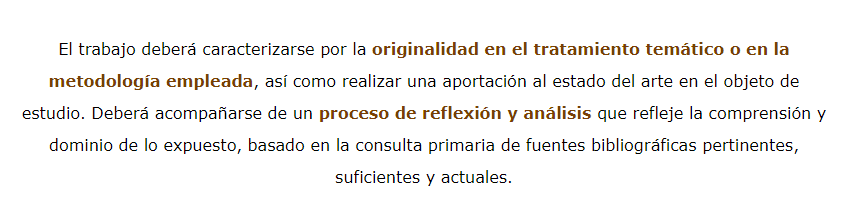 El trabajo deberá caracterizarse por la originalidad en el tratamiento temático o en la
metodología empleada, así como realizar una aportación al estado del arte en el objeto de
estudio. Deberá acompañarse de un proceso de reflexión y análisis que refleje la comprensión y
dominio de lo expuesto, basado en la consulta primaria de fuentes bibliográficas pertinentes,
suficientes y actuales.